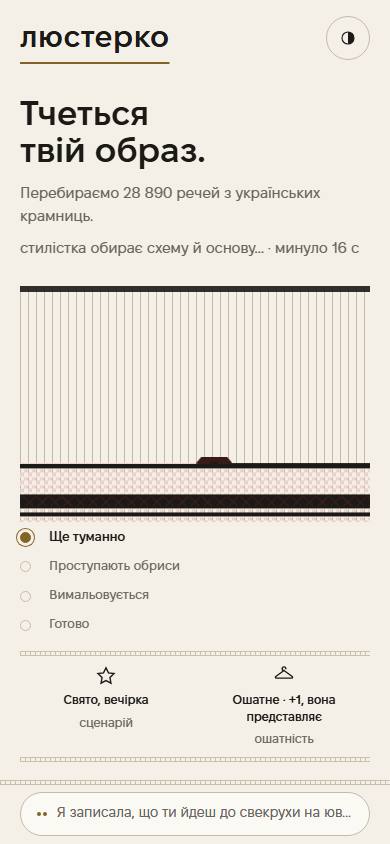 люстерко
Тчеться
твій образ.
Перебираємо 28 890 речей з українських
крамниць.
стилістка обирає схему й основу... · минуло 16 с
Ще туманно
Проступають обриси
Вимальовується
Готово
Свято, вечірка
сценарій
Ошатне · +1, вона
представляє
ошатність
Я записала, що ти йдеш до свекрухи на юв...